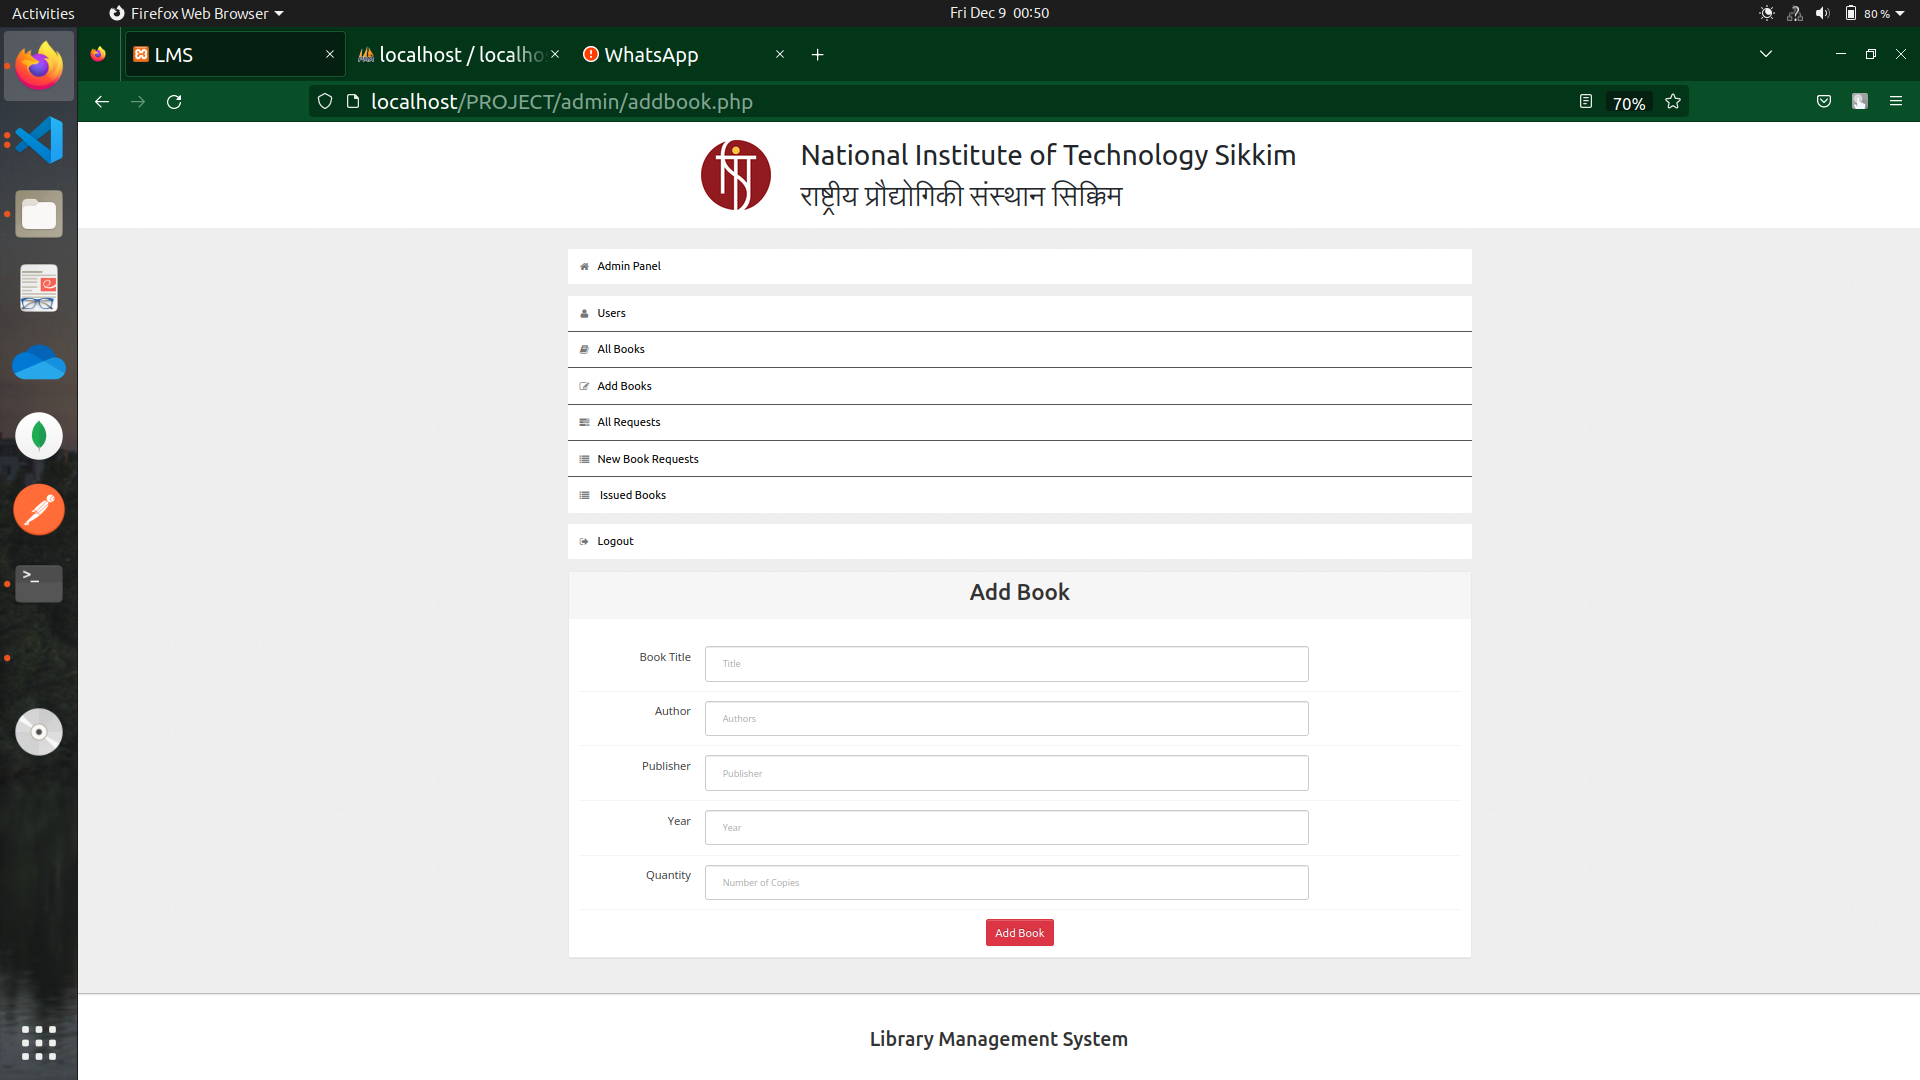 Activities
Firefox Web Browser
Fri Dec 9 00:50
80 %
LMS
localhost / localho
WhatsApp
localhost/PROJECT/admin/addbook.php
70%
National Institute of Technology Sikkim
राष्ट्रीय प्रौद्योगिकी संस्थान सिक्किम
Admin Panel
Users
All Books
Add Books
All Requests
New Book Requests
Issued Books
Logout
Add Book
Book Title
Title
Author
Authors
Publisher
Publisher
Year
Year
Quantity
Number of Copies
Add Book
Library Management System